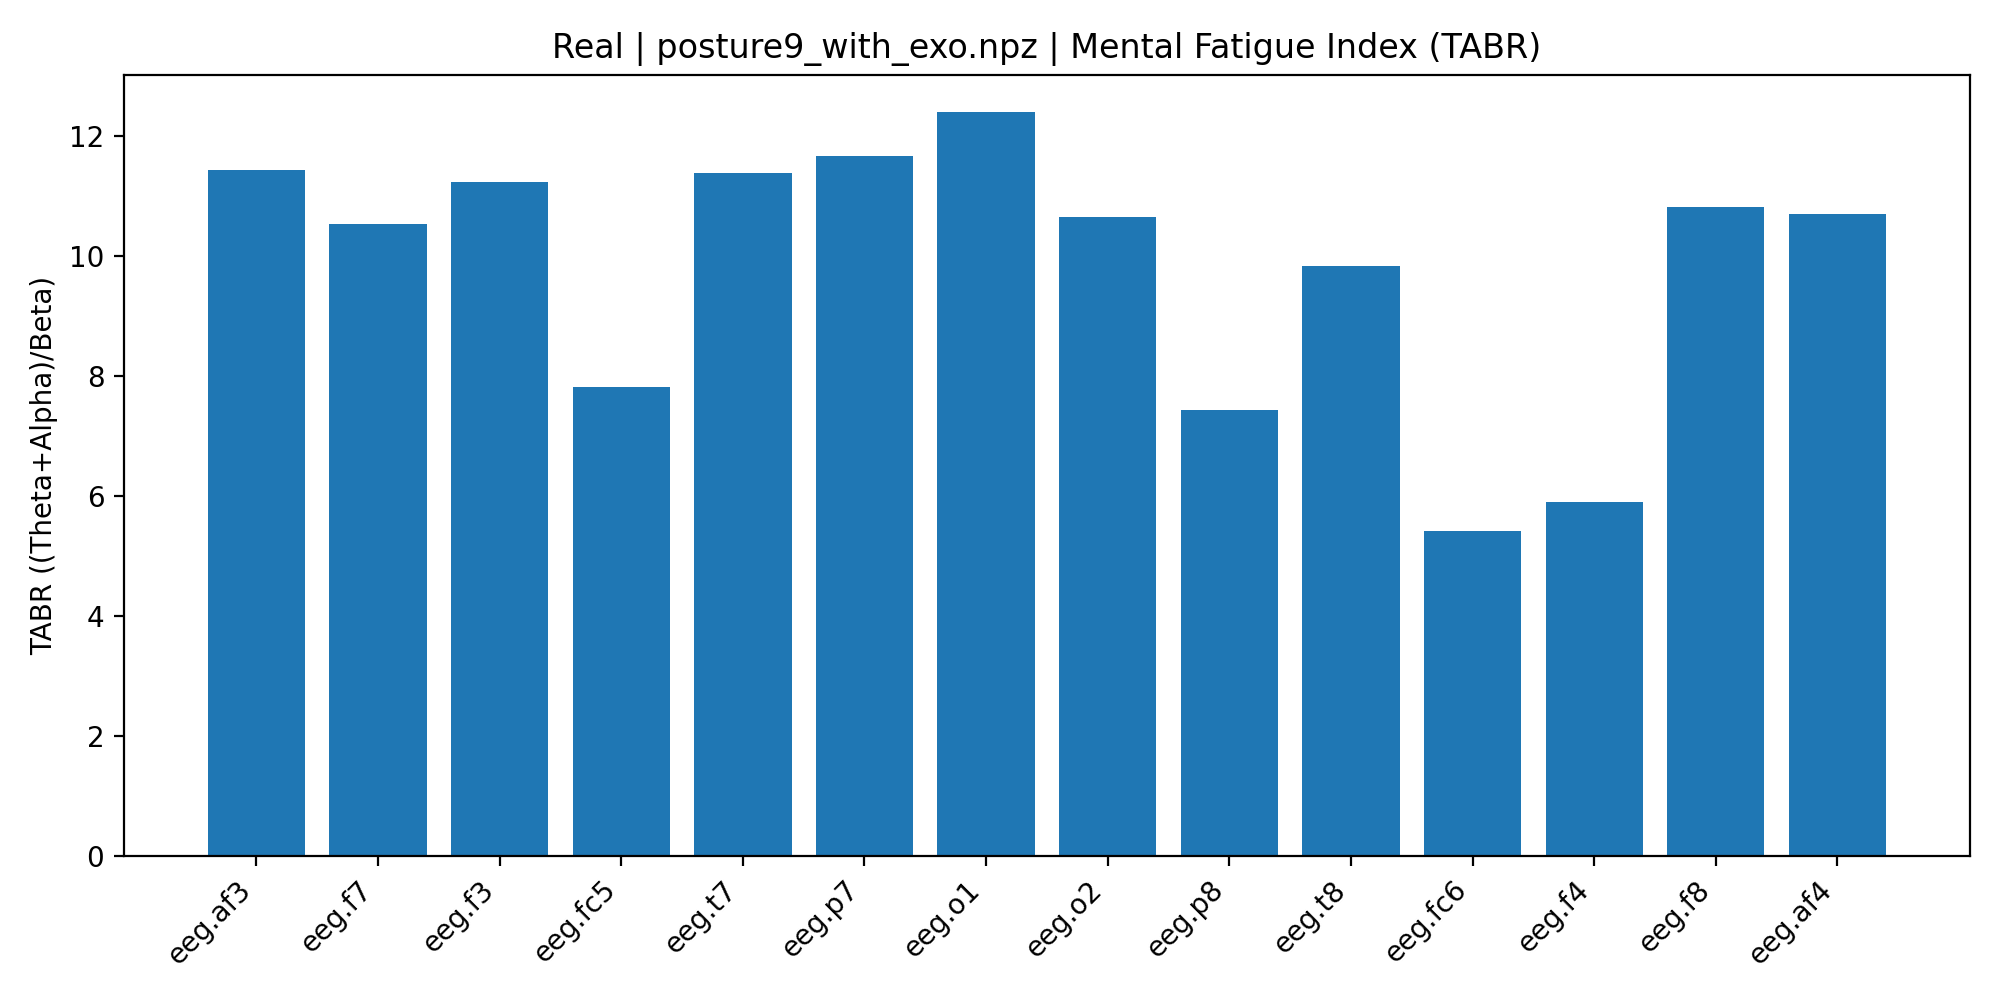 Real | posture9_with_exo.npz | Mental Fatigue Index (TABR)
TABR ((Theta+Alpha)/Beta)
12
10
8
6
4
2
0
eeg.af3
eeg.f7
eeg.f3
eeg.fc5
eeg.t7
eeg.p7
eeg.o1
eeg.o2
eeg.p8
eeg.t8
eeg.fc6
eeg.f4
eeg.f8
eeg.af4